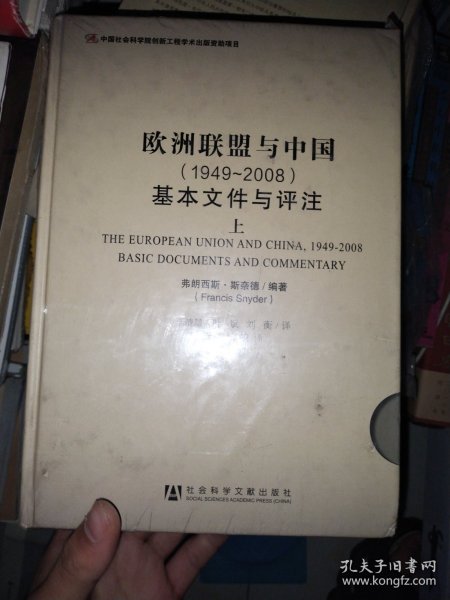 中国社会科学院创新工程学术出版资助项目
欧洲联盟与中国
(1949~2008)
基本文件与评注
上
THE EUROPEAN UNION AND CHINA, 1949-2008
BASIC DOCUMENTS AND COMMENTARY
弗朗西斯·斯奈德/编著
(Francis Snyder)
刘 衡/译
社会科学文献出版社
SOCIAL SCIENCES ACADEMIC PRESS (CHINA)
孔夫子旧书网
www.kongfz.com